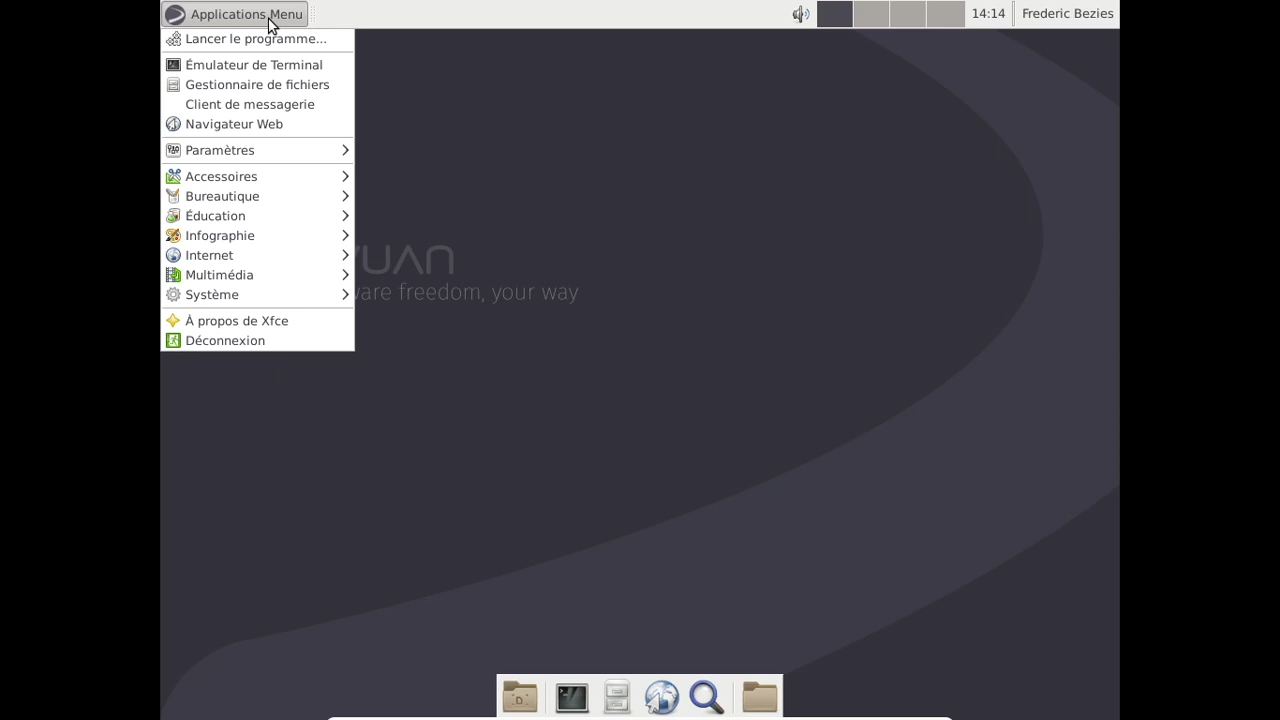 Applications Menu
14:14
Frederic Bezies
Lancer le programme...
Émulateur de Terminal
Gestionnaire de fichiers
Client de messagerie
Navigateur Web
Paramètres
Accessoires
Bureautique
Éducation
Infographie
Internet
Multimédia
Système
À propos de Xfce
Déconnexion
freedom, your way